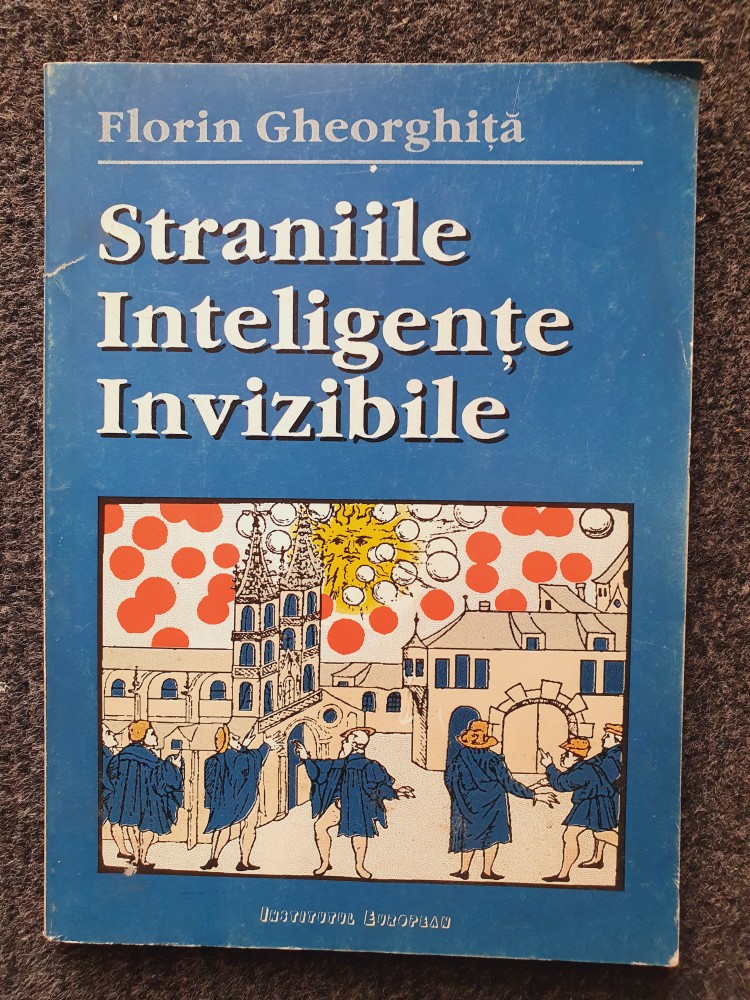 Florin Gheorghiță
Straniile
Inteligențe
Invizibile
INSTITUTUL EUROPEAN